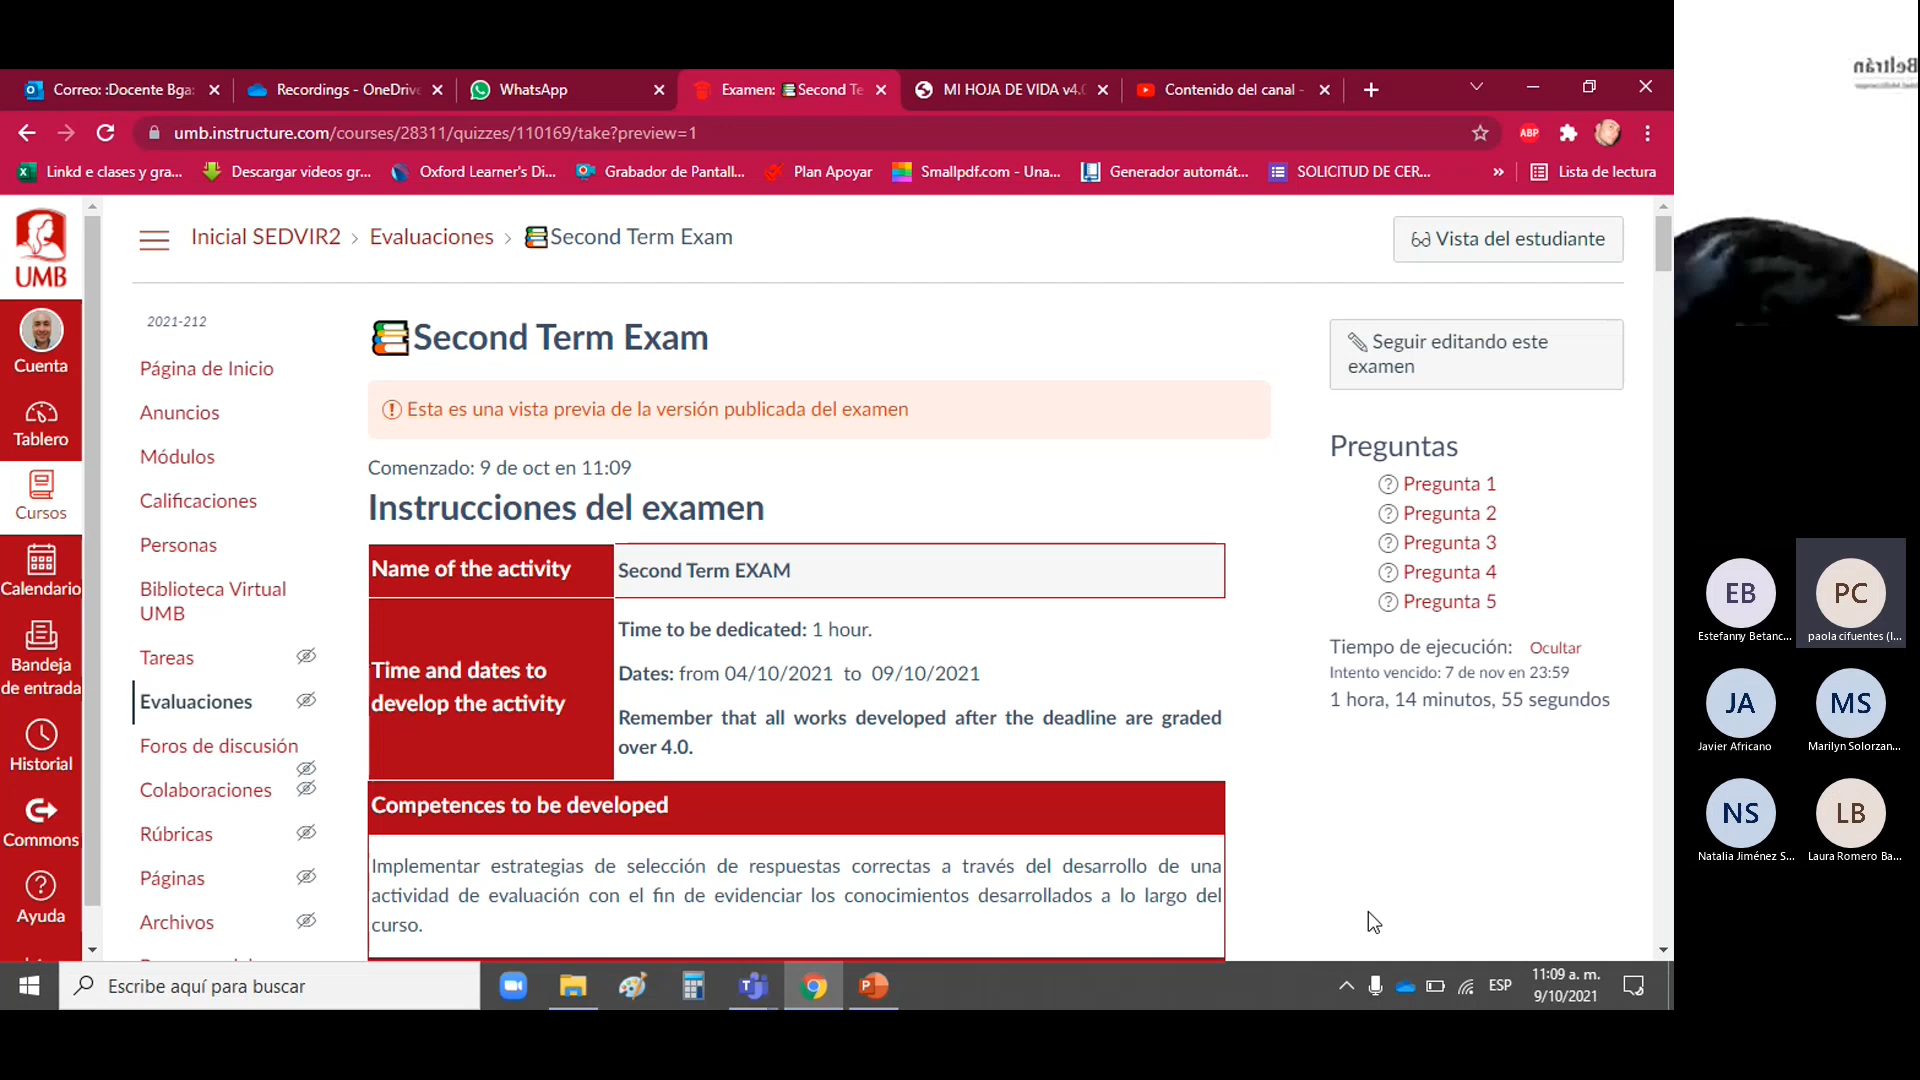 Correo: :Docente Bga:
Recordings - OneDrive
WhatsApp
Examen: Second Te
MI HOJA DE VIDA v4.0
Contenido del canal -
umb.instructure.com/courses/28311/quizzes/110169/take?preview=1
ABP
Linkd e clases y gra...
Descargar videos gr...
Oxford Learner's Di...
Grabador de Pantall...
Plan Apoyar
Smallpdf.com - Una...
Generador automát...
SOLICITUD DE CER...
»
Lista de lectura
UMB
Cuenta
Tablero
Cursos
Calendario
Bandeja
de entrada
Historial
Commons
Ayuda
Inicial SEDVIR2 › Evaluaciones › Second Term Exam
Vista del estudiante
2021-212
Página de Inicio
Anuncios
Módulos
Calificaciones
Personas
Biblioteca Virtual
UMB
Tareas
Evaluaciones
Foros de discusión
Colaboraciones
Rúbricas
Páginas
Archivos
Second Term Exam
Esta es una vista previa de la versión publicada del examen
Comenzado: 9 de oct en 11:09
Instrucciones del examen
Name of the activity
Second Term EXAM
Time and dates to
develop the activity
Time to be dedicated: 1 hour.
Dates: from 04/10/2021 to 09/10/2021
Remember that all works developed after the deadline are graded
over 4.0.
Competences to be developed
Implementar estrategias de selección de respuestas correctas a través del desarrollo de una
actividad de evaluación con el fin de evidenciar los conocimientos desarrollados a lo largo del
curso.
Seguir editando este
examen
Preguntas
Pregunta 1
Pregunta 2
Pregunta 3
Pregunta 4
Pregunta 5
Tiempo de ejecución: Ocultar
Intento vencido: 7 de nov en 23:59
1 hora, 14 minutos, 55 segundos
Escribe aquí para buscar
ESP
11:09 a. m.
9/10/2021
Beltrán
EB
Estefanny Betanc...
PC
paola cifuentes (I...
JA
Javier Africano
MS
Marilyn Solorzan...
NS
Natalia Jiménez S...
LB
Laura Romero Ba...